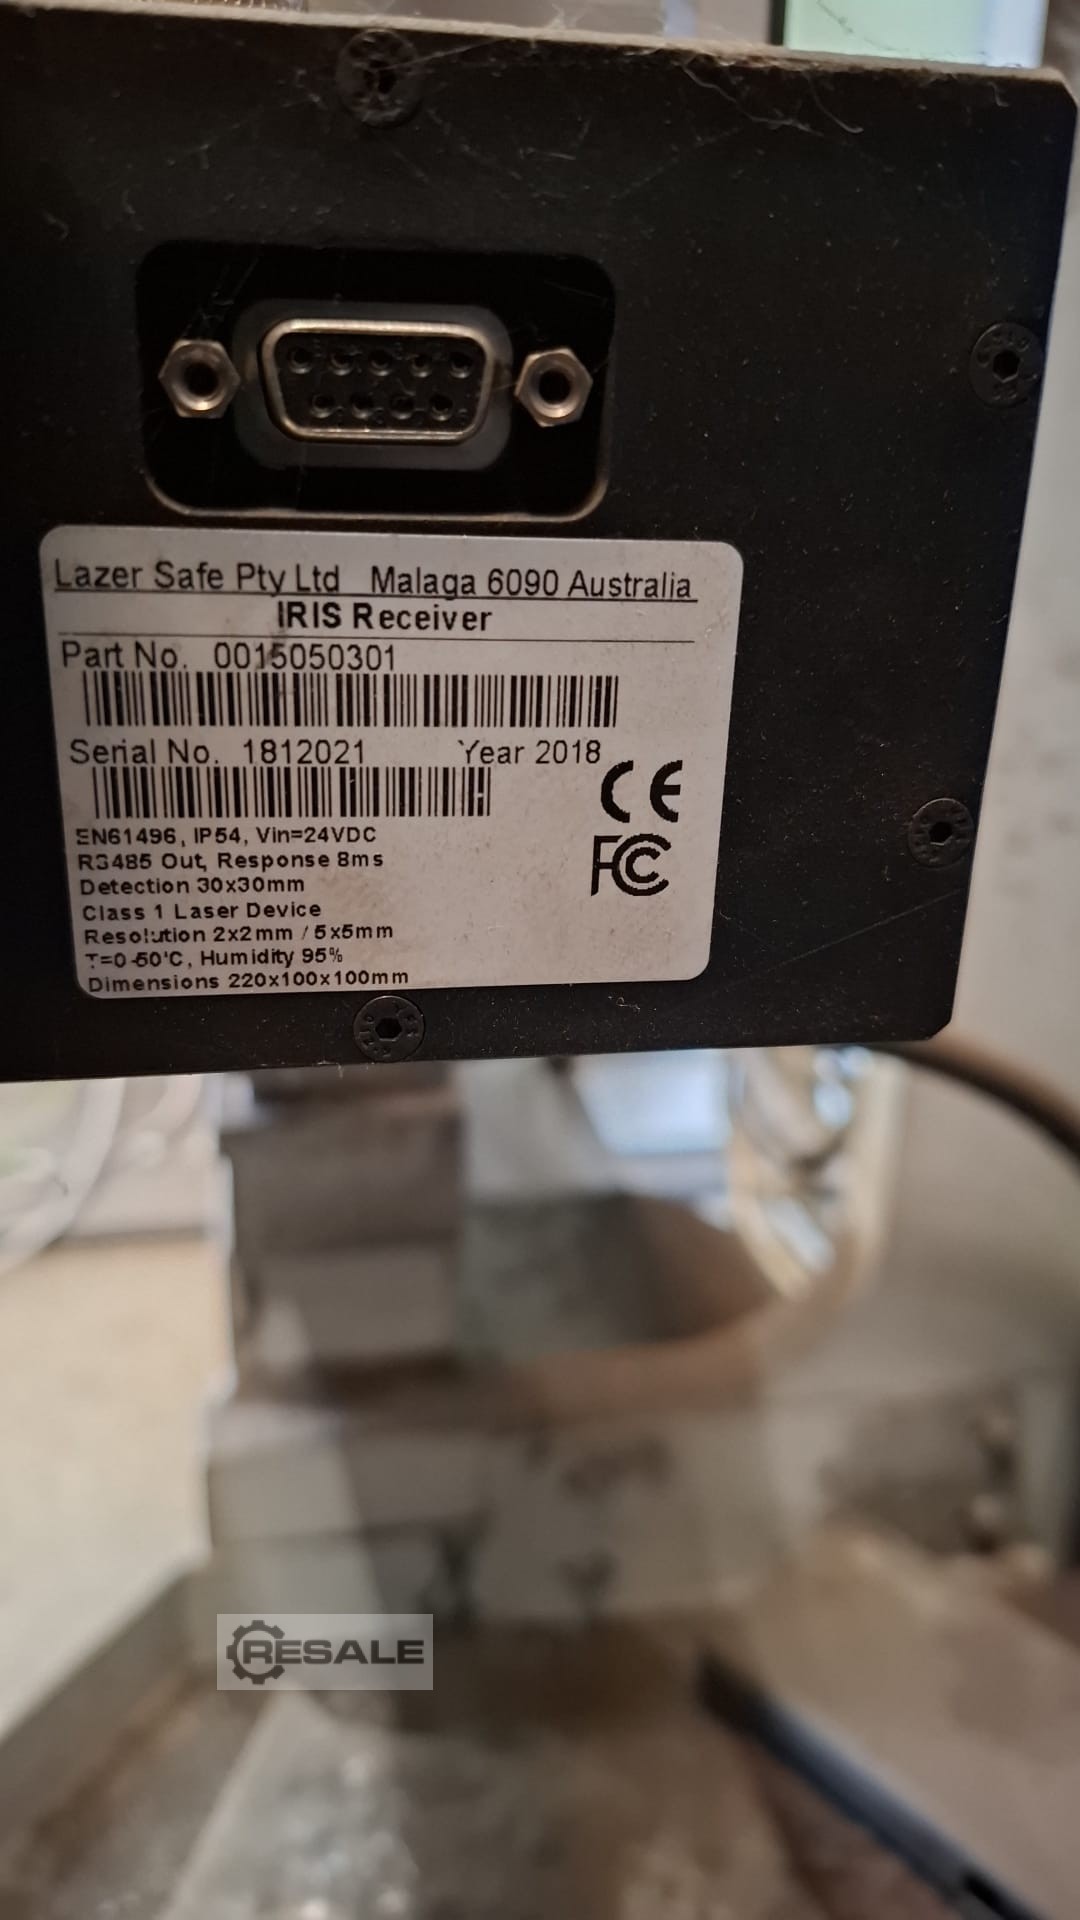 Lazer Safe Pty Ltd Malaga 6090 Australia
IRIS Receiver
Part No. 0015050301
Serial No. 1812021 Year 2018
CE
EN61496, IP54, Vin=24VDC
RS485 Out, Response 8ms
FC
Detection 30x30mm
Class 1 Laser Device
Resolution 2x2mm / 5x5mm
T=0-50'C, Humidity 95%
Dimensions 220x100x100mm
RESALE